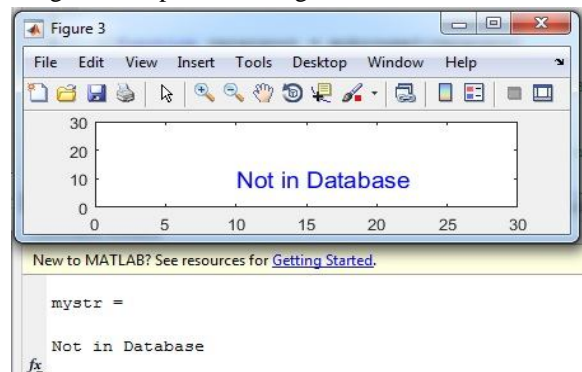 Figure 3
File Edit View Insert Tools Desktop Window Help
30
20
10
0
Not in Database
0 5 10 15 20 25 30
New to MATLAB? See resources for Getting Started.
mystr =
Not in Database
fx